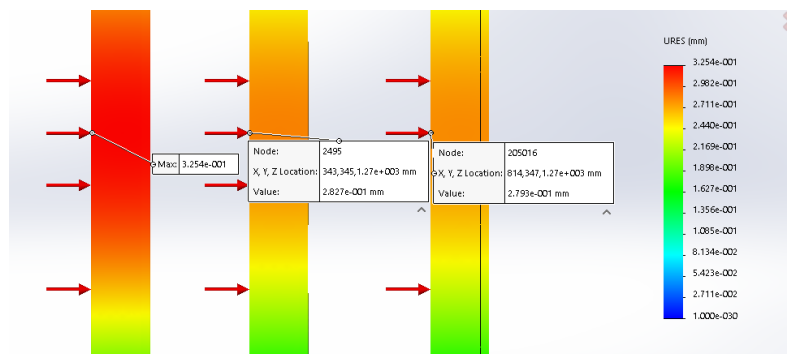 URES (mm)
3.254e-001
2.982e-001
2.711e-001
2.440e-001
2.169e-001
1.898e-001
1.627e-001
1.356e-001
1.085e-001
8.134e-002
5.423e-002
2.711e-002
1.000e-030
Max: 3.254e-001
Node: 2495
X, Y, Z Location: 343,345,1.27e+003 mm
Value: 2.827e-001 mm
Node: 205016
X, Y, Z Location: 814,347,1.27e+003 mm
Value: 2.793e-001 mm